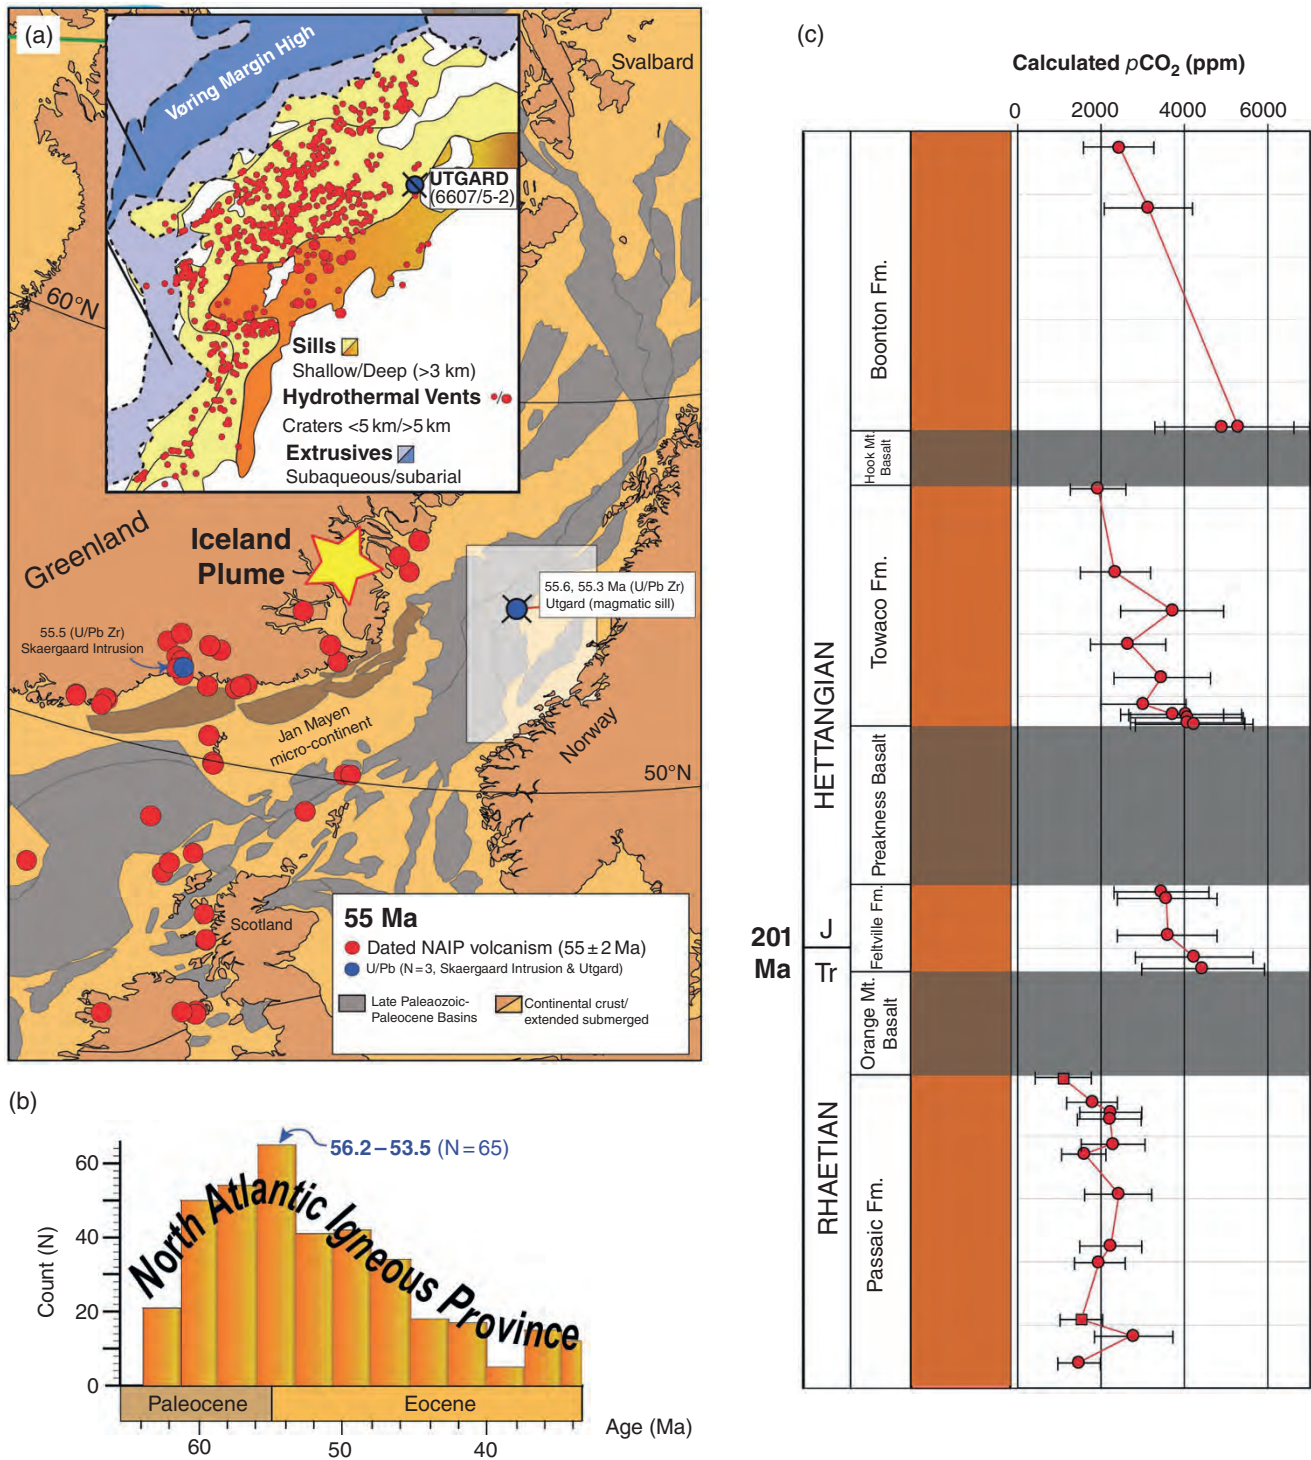 (a)
Svalbard
Vøring Margin High
UTGARD
(6607/5-2)
60°N
Sills
Shallow/Deep (>3 km)
Hydrothermal Vents
Craters <5 km/>5 km
Extrusives
Subaqueous/subarial
Greenland
Iceland
Plume
55.6, 55.3 Ma (U/Pb Zr)
Utgard (magmatic sill)
55.5 (U/Pb Zr)
Skaergaard Intrusion
Jan Mayen
micro-continent
Norway
50°N
Scotland
55 Ma
Dated NAIP volcanism (55 ± 2 Ma)
U/Pb (N = 3, Skaergaard Intrusion & Utgard)
Late Paleaozoic-
Paleocene Basins
Continental crust/
extended submerged
(b)
56.2 – 53.5 (N = 65)
North Atlantic Igneous Province
Count (N)
60
40
20
0
Paleocene
Eocene
Age (Ma)
60
50
40
(c)
Calculated pCO2 (ppm)
0
2000
4000
6000
Boonton Fm.
Hook Mt.
Basalt
Towaco Fm.
HETTANGIAN
Preakness Basalt
Feltville Fm.
201
Ma
J
Tr
Orange Mt.
Basalt
RHAETIAN
Passaic Fm.